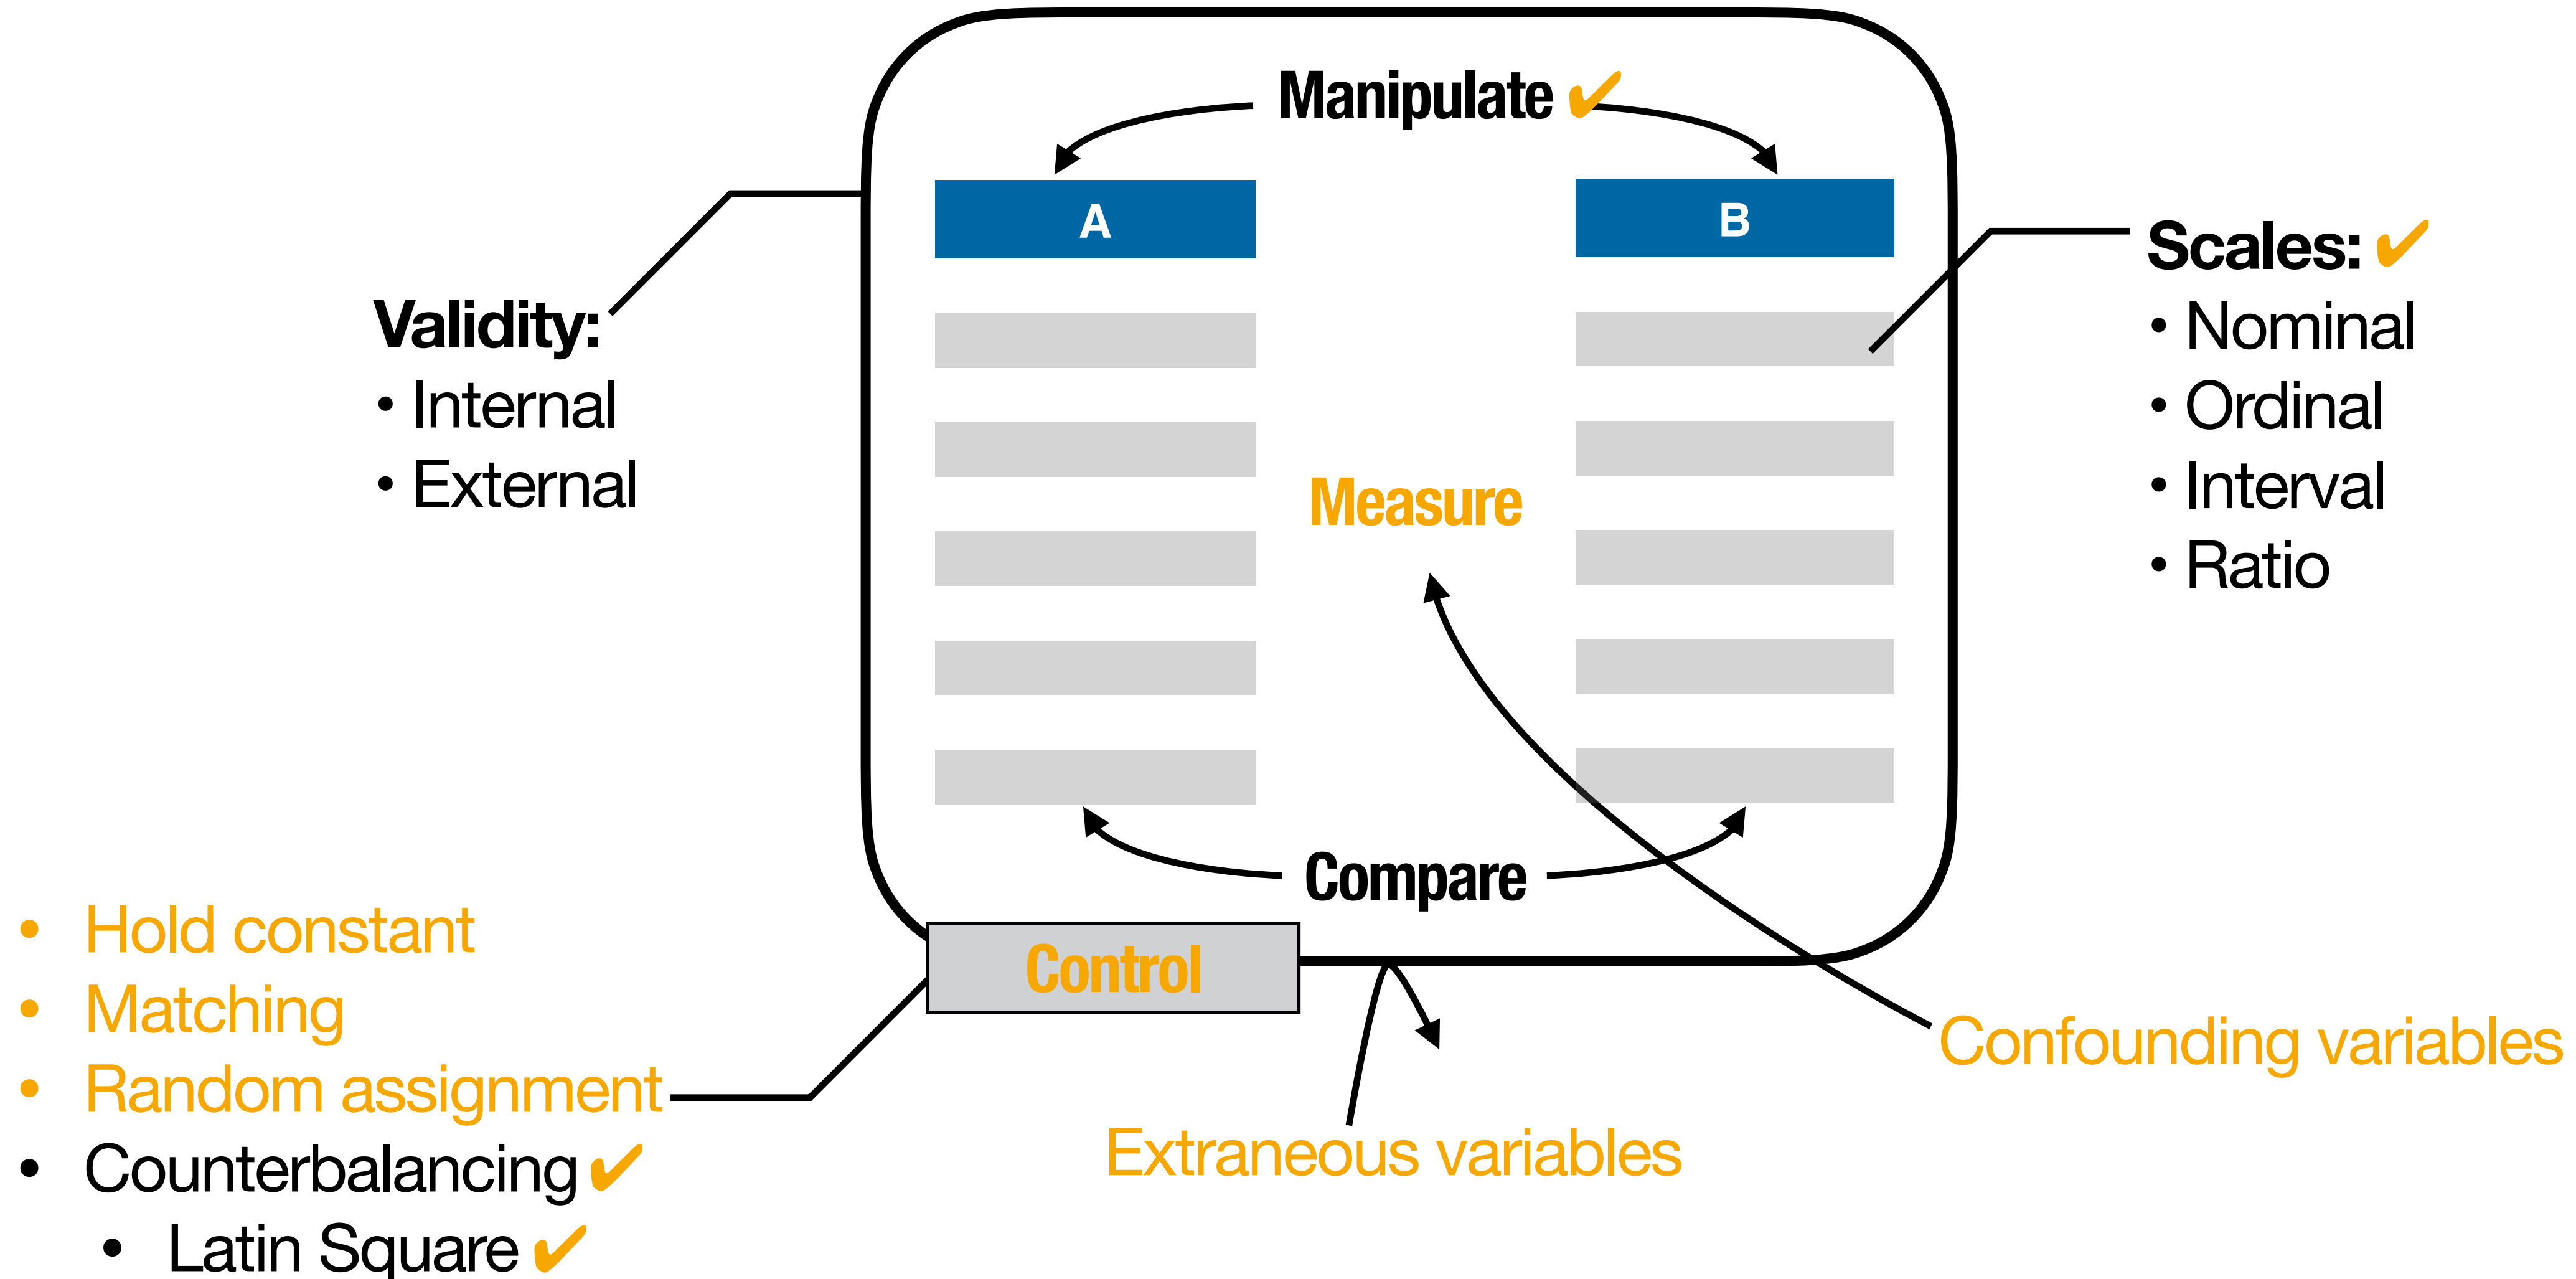 Manipulate ✔
A
B
Validity:
• Internal
• External
Scales: ✔
• Nominal
• Ordinal
• Interval
• Ratio
Measure
Compare
Control
• Hold constant
• Matching
• Random assignment
• Counterbalancing ✔
• Latin Square ✔
Extraneous variables
Confounding variables